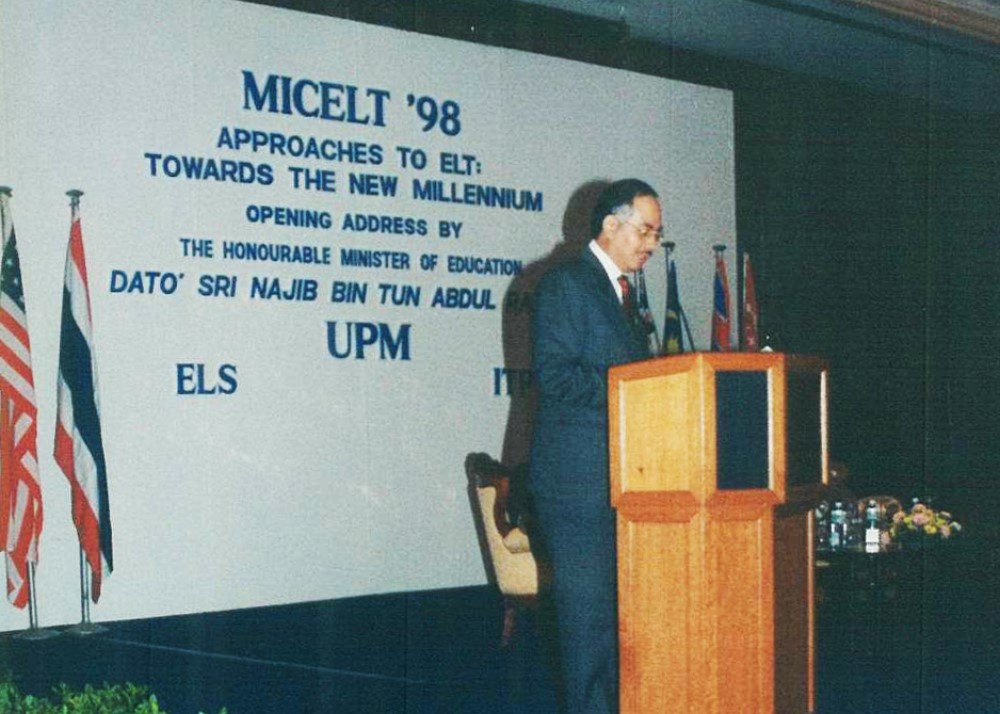 MICELT '98
APPROACHES TO ELT:
TOWARDS THE NEW MILLENNIUM
OPENING ADDRESS BY
THE HONOURABLE MINISTER OF EDUCATION
DATO' SRI NAJIB BIN TUN ABDUL
UPM
ELS